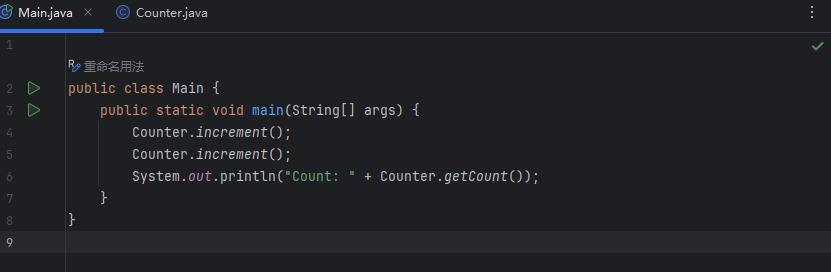 Main.java
Counter.java
1
重命名用法
2 public class Main {
3 public static void main(String[] args) {
4 Counter.increment();
5 Counter.increment();
6 System.out.println("Count: " + Counter.getCount());
7 }
8 }
9